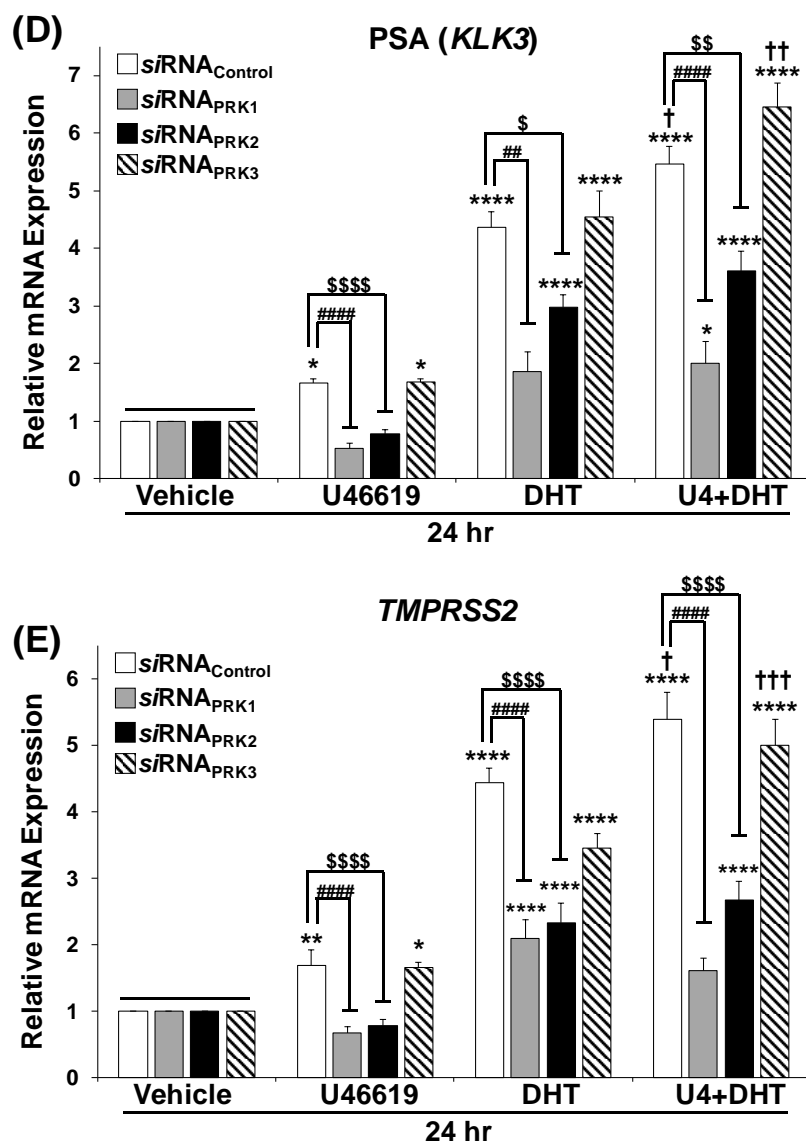 (D)
PSA (KLK3)
siRNAControl
siRNAPRK1
siRNAPRK2
siRNAPRK3
Relative mRNA Expression
7
6
5
4
3
2
1
0
*
####
$$$$
*
****
##
$
****
****
†
****
####
$$
*
****
††
****
Vehicle
U46619
DHT
U4+DHT
24 hr
(E)
TMPRSS2
siRNAControl
siRNAPRK1
siRNAPRK2
siRNAPRK3
Relative mRNA Expression
6
5
4
3
2
1
0
**
####
$$$$
*
****
####
$$$$
****
****
****
†
****
####
$$$$
****
†††
****
Vehicle
U46619
DHT
U4+DHT
24 hr